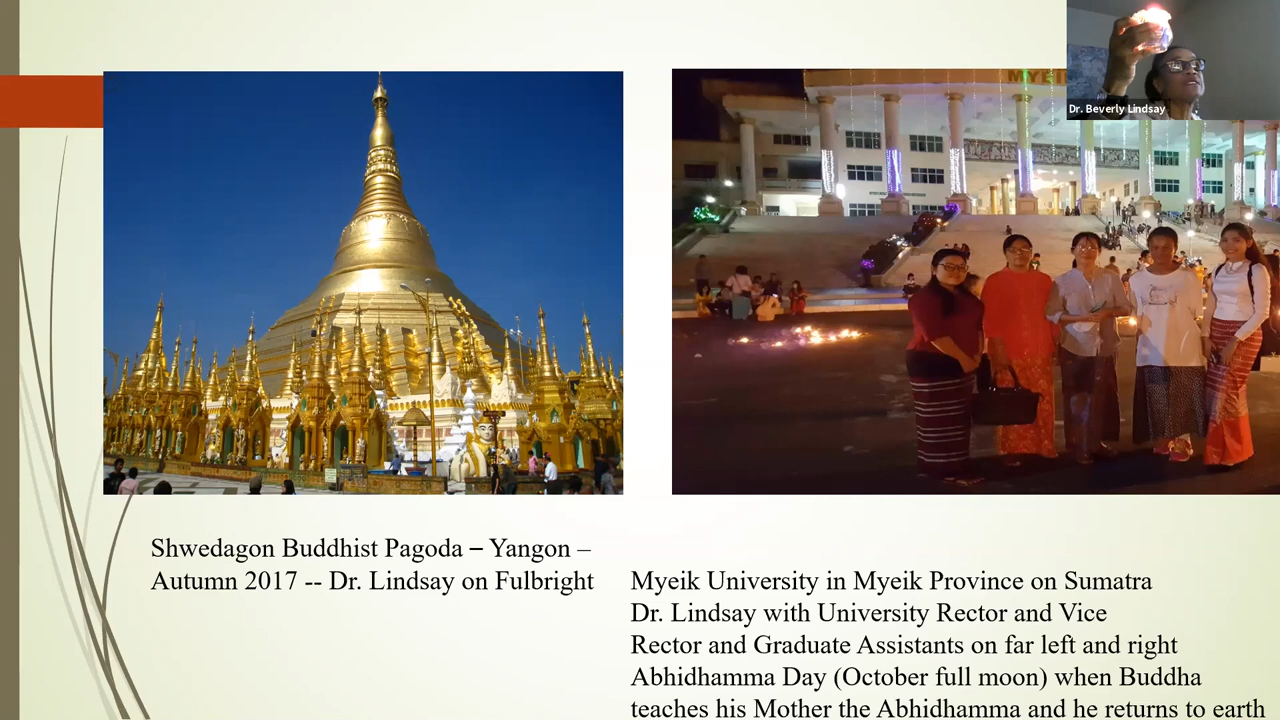 MYEI
Dr. Beverly Lindsay
Shwedagon Buddhist Pagoda – Yangon –
Autumn 2017 -- Dr. Lindsay on Fulbright
Myeik University in Myeik Province on Sumatra
Dr. Lindsay with University Rector and Vice
Rector and Graduate Assistants on far left and right
Abhidhamma Day (October full moon) when Buddha
teaches his Mother the Abhidhamma and he returns to earth